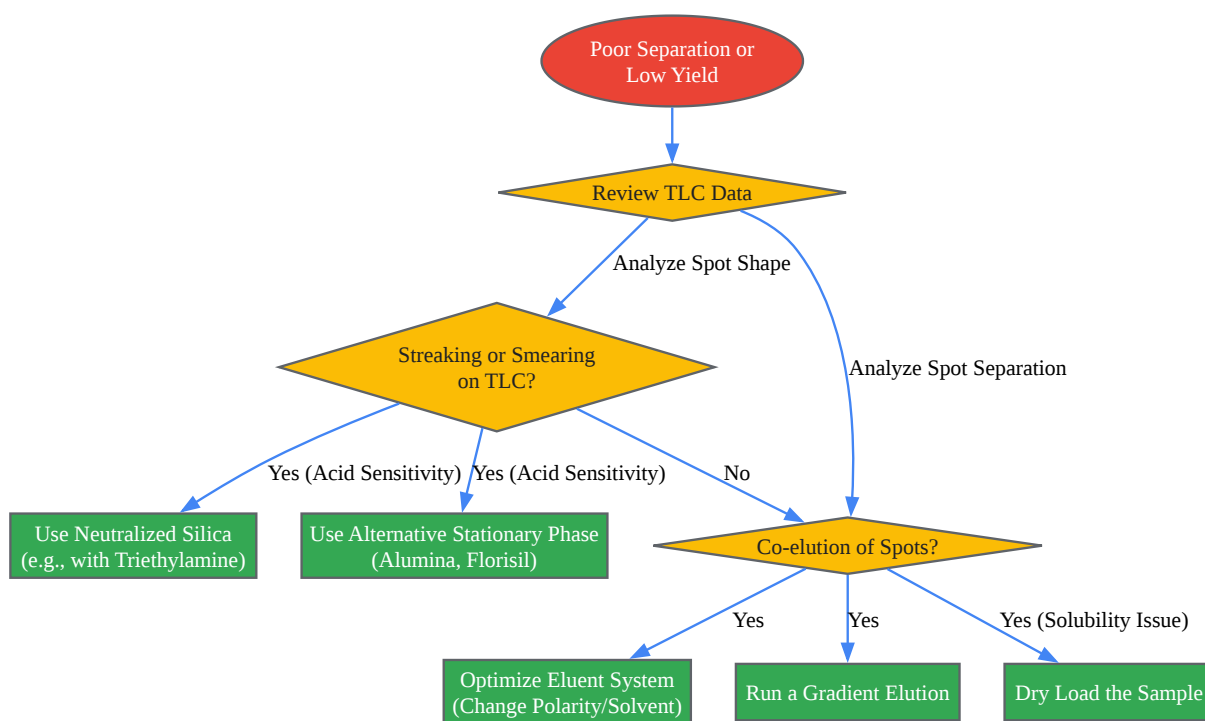 Poor Separation or
Low Yield
Review TLC Data
Analyze Spot Shape
Streaking or Smearing
on TLC?
Analyze Spot Separation
Yes (Acid Sensitivity)
Yes (Acid Sensitivity)
No
Use Neutralized Silica
(e.g., with Triethylamine)
Use Alternative Stationary Phase
(Alumina, Florisil)
Co-elution of Spots?
Yes
Yes
Yes (Solubility Issue)
Optimize Eluent System
(Change Polarity/Solvent)
Run a Gradient Elution
Dry Load the Sample